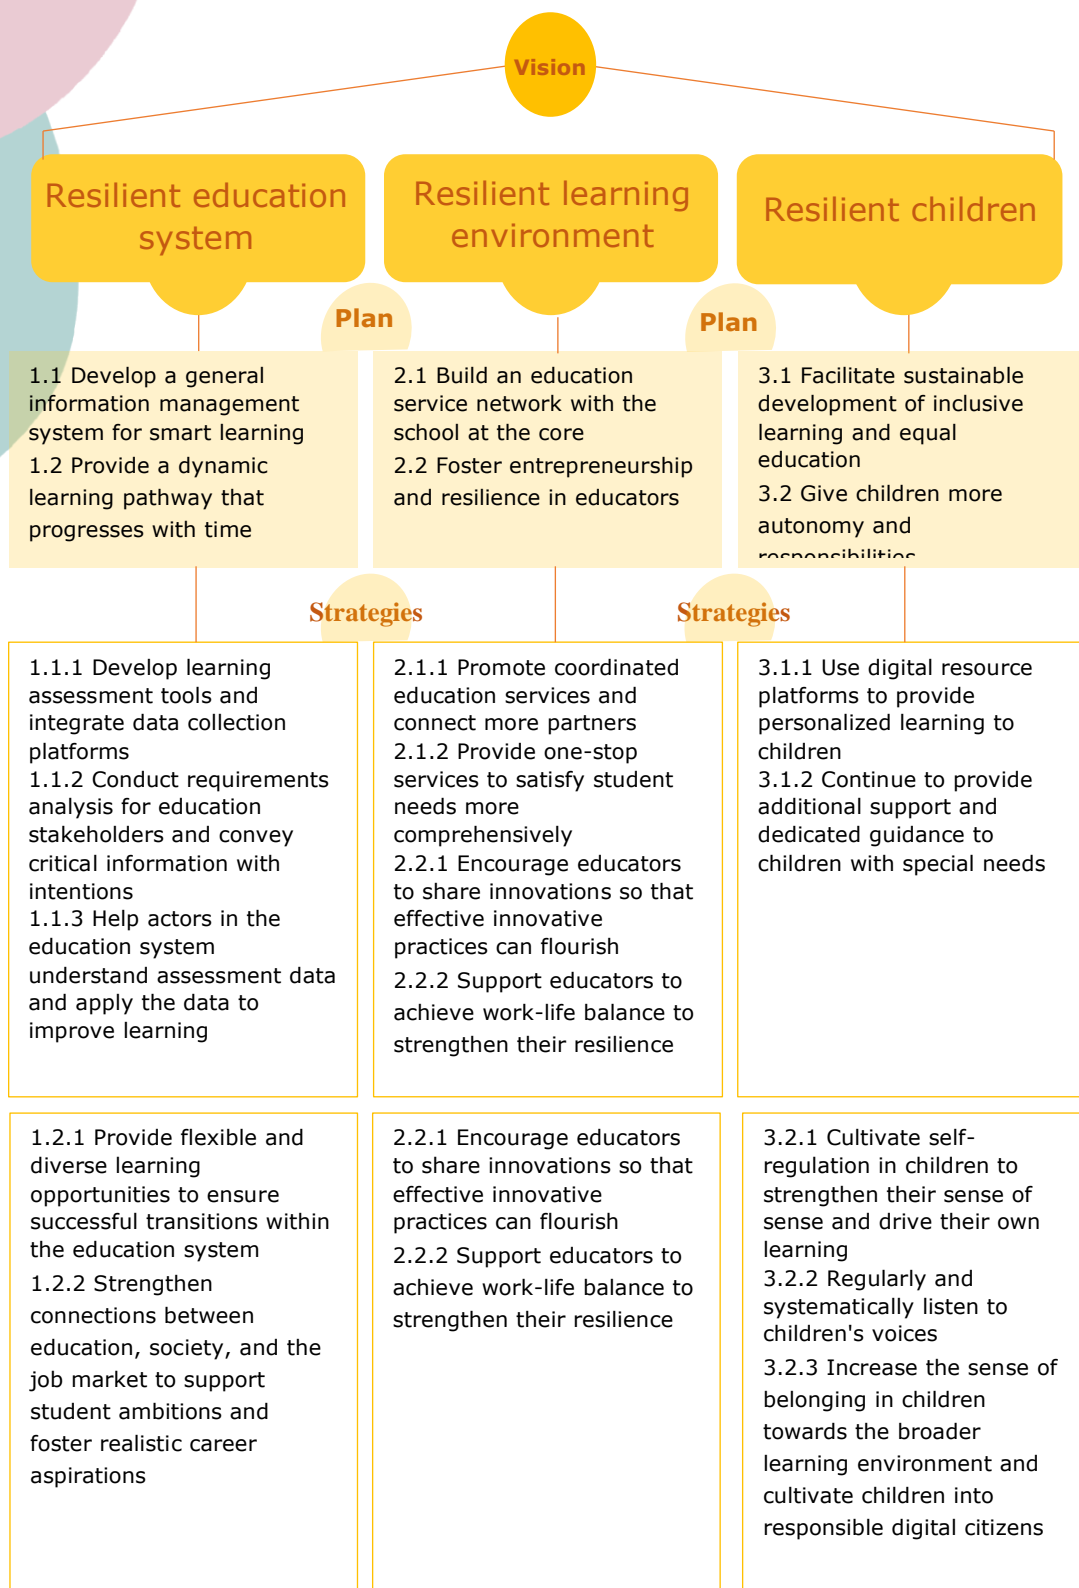 Vision
Resilient education
system
Resilient learning
environment
Resilient children
Plan
Plan
1.1 Develop a general
information management
system for smart learning
1.2 Provide a dynamic
learning pathway that
progresses with time
2.1 Build an education
service network with the
school at the core
2.2 Foster entrepreneurship
and resilience in educators
3.1 Facilitate sustainable
development of inclusive
learning and equal
education
3.2 Give children more
autonomy and
responsibilities
Strategies
Strategies
1.1.1 Develop learning
assessment tools and
integrate data collection
platforms
1.1.2 Conduct requirements
analysis for education
stakeholders and convey
critical information with
intentions
1.1.3 Help actors in the
education system
understand assessment data
and apply the data to
improve learning
2.1.1 Promote coordinated
education services and
connect more partners
2.1.2 Provide one-stop
services to satisfy student
needs more
comprehensively
2.2.1 Encourage educators
to share innovations so that
effective innovative
practices can flourish
2.2.2 Support educators to
achieve work-life balance to
strengthen their resilience
3.1.1 Use digital resource
platforms to provide
personalized learning to
children
3.1.2 Continue to provide
additional support and
dedicated guidance to
children with special needs
1.2.1 Provide flexible and
diverse learning
opportunities to ensure
successful transitions within
the education system
1.2.2 Strengthen
connections between
education, society, and the
job market to support
student ambitions and
foster realistic career
aspirations
2.2.1 Encourage educators
to share innovations so that
effective innovative
practices can flourish
2.2.2 Support educators to
achieve work-life balance to
strengthen their resilience
3.2.1 Cultivate self-
regulation in children to
strengthen their sense of
sense and drive their own
learning
3.2.2 Regularly and
systematically listen to
children's voices
3.2.3 Increase the sense of
belonging in children
towards the broader
learning environment and
cultivate children into
responsible digital citizens